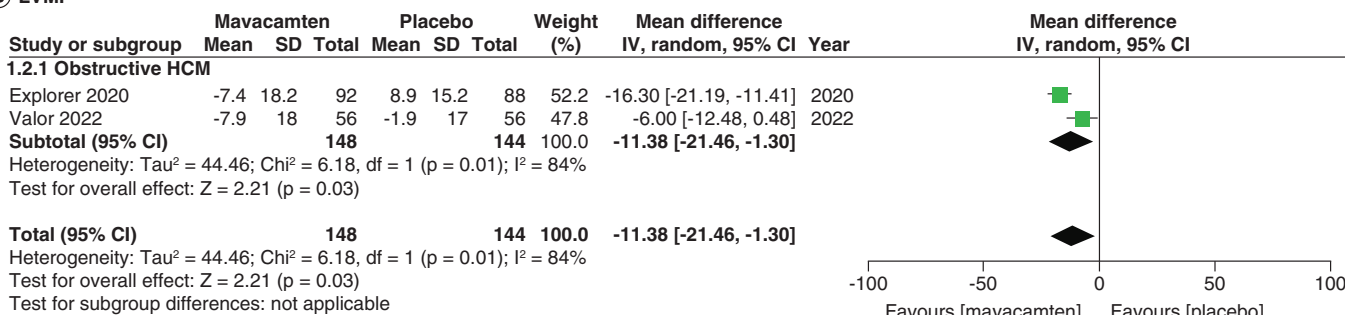 LVMI
Mavacamten Placebo Weight Mean difference Mean difference
Study or subgroup Mean SD Total Mean SD Total (%) IV, random, 95% CI Year IV, random, 95% CI
1.2.1 Obstructive HCM
Explorer 2020 -7.4 18.2 92 8.9 15.2 88 52.2 -16.30 [-21.19, -11.41] 2020
Valor 2022 -7.9 18 56 -1.9 17 56 47.8 -6.00 [-12.48, 0.48] 2022
Subtotal (95% CI) 148 144 100.0 -11.38 [-21.46, -1.30]
Heterogeneity: Tau² = 44.46; Chi² = 6.18, df = 1 (p = 0.01); I² = 84%
Test for overall effect: Z = 2.21 (p = 0.03)
Total (95% CI) 148 144 100.0 -11.38 [-21.46, -1.30]
Heterogeneity: Tau² = 44.46; Chi² = 6.18, df = 1 (p = 0.01); I² = 84%
Test for overall effect: Z = 2.21 (p = 0.03)
Test for subgroup differences: not applicable
-100 -50 0 50 100
Favours [mavacamten] Favours [placebo]